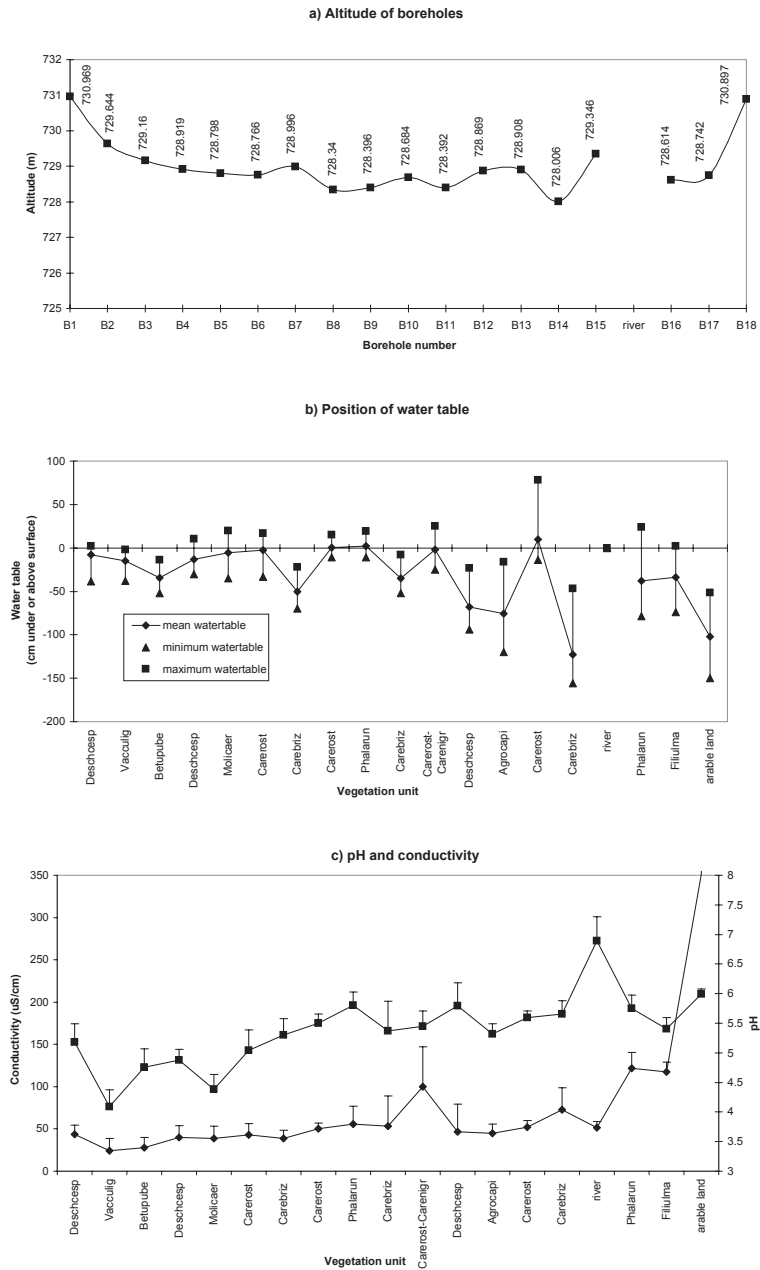 a) Altitude of boreholes
732
731
730
729
728
727
726
725
Altitude (m)
730.969
729.644
729.16
728.919
728.798
728.766
728.996
728.34
728.396
728.684
728.392
728.869
728.908
728.006
729.346
728.614
728.742
730.897
B1 B2 B3 B4 B5 B6 B7 B8 B9 B10 B11 B12 B13 B14 B15 river B16 B17 B18
Borehole number
b) Position of water table
100
50
0
-50
-100
-150
-200
Water table
(cm under or above surface)
mean watertable
minimum watertable
maximum watertable
Deschcesp
Vacculig
Betupube
Deschcesp
Molicaer
Carerost
Carebriz
Carerost
Phalarun
Carebriz
Carerost-
Carenigr
Deschcesp
Agrocapi
Carerost
Carebriz
river
Phalarun
Filiulma
arable land
Vegetation unit
c) pH and conductivity
350
300
250
200
150
100
50
0
Conductivity (uS/cm)
8
7
6
5.5
5
4.5
4
3.5
3
pH
Deschcesp
Vacculig
Betupube
Deschcesp
Molicaer
Carerost
Carebriz
Carerost
Phalarun
Carebriz
Carerost-Carenigr
Deschcesp
Agrocapi
Carerost
Carebriz
river
Phalarun
Filiulma
arable land
Vegetation unit